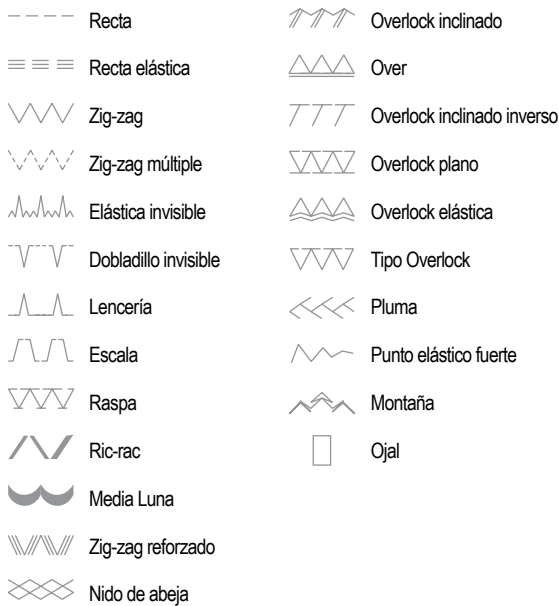 Recta
Recta elástica
Zig-zag
Zig-zag múltiple
Elástica invisible
Dobladillo invisible
Lencería
Escala
Raspa
Ric-rac
Media Luna
Zig-zag reforzado
Nido de abeja
Overlock inclinado
Over
Overlock inclinado inverso
Overlock plano
Overlock elástica
Tipo Overlock
Pluma
Punto elástico fuerte
Montaña
Ojal